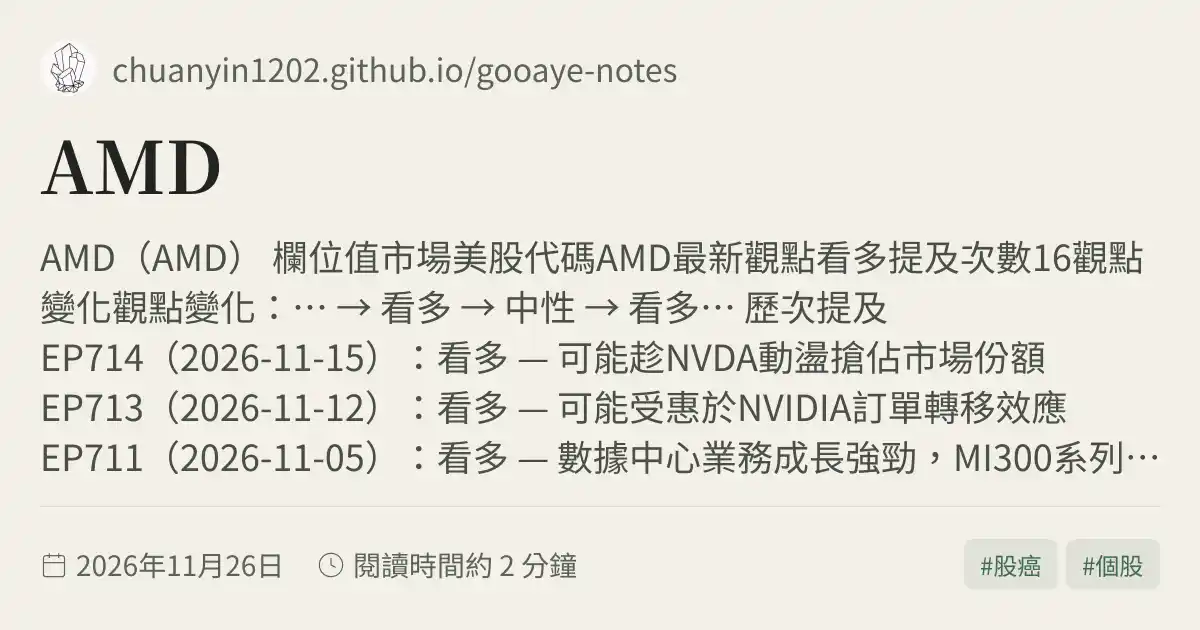 chuanyin1202.github.io/gooaye-notes
AMD
AMD（AMD） 欄位值市場美股代碼AMD最新觀點看多提及次數16觀點
變化觀點變化：… → 看多 → 中性 → 看多… 歷次提及
EP714（2026-11-15）：看多 — 可能趁NVDA動盪搶佔市場份額
EP713（2026-11-12）：看多 — 可能受惠於NVIDIA訂單轉移效應
EP711（2026-11-05）：看多 — 數據中心業務成長強勁，MI300系列…
2026年11月26日 閱讀時間約 2 分鐘 #股癌 #個股